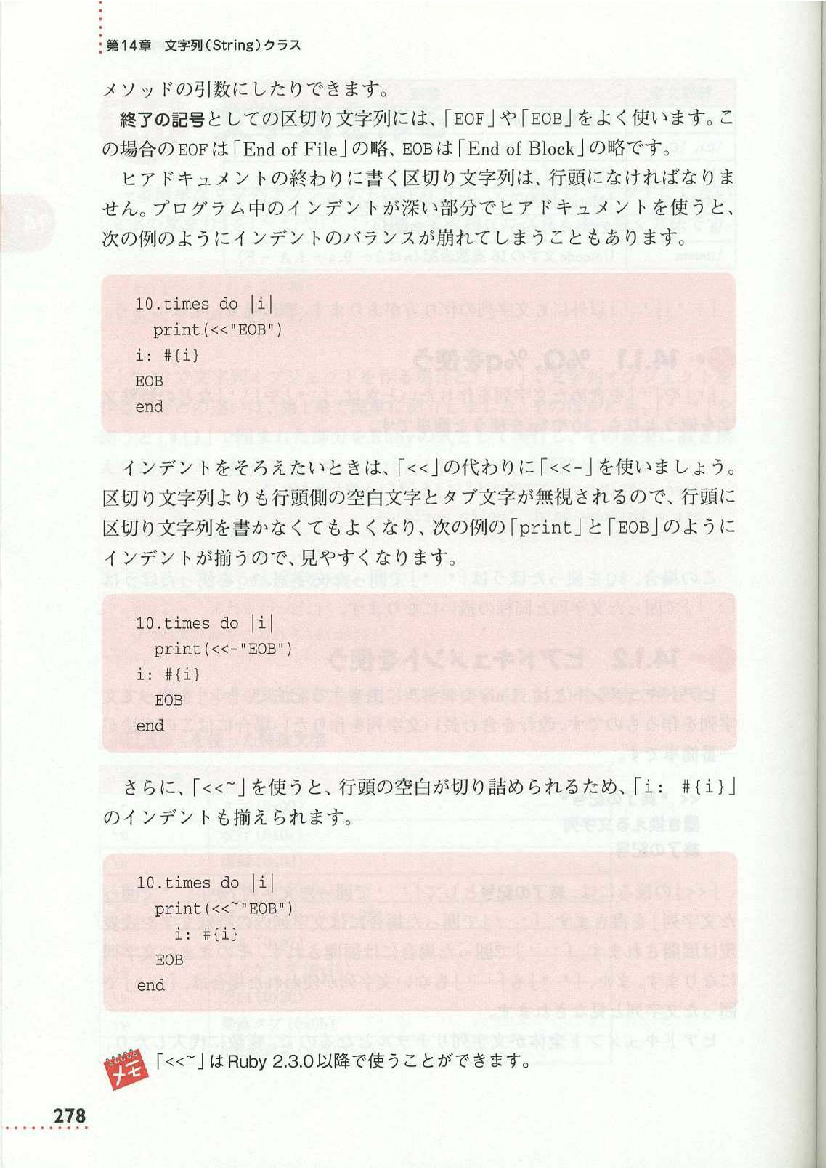 第14章 文字列(String)クラス
メソッドの引数にしたりできます。
終了の記号としての区切り文字列には、「EOF」や「EOB」をよく使います。こ
の場合のEOFは「End of File」の略、EOBは「End of Block」の略です。
ヒアドキュメントの終わりに書く区切り文字列は、行頭になければなりま
せん。プログラム中のインデントが深い部分でヒアドキュメントを使うと、
次の例のようにインデントのバランスが崩れてしまうこともあります。
10.times do |i|
  print(<<"EOB")
i: #{i}
EOB
end
インデントをそろえたいときは、「<<」の代わりに「<<-」を使いましょう。
区切り文字列よりも行頭側の空白文字とタブ文字が無視されるので、行頭に
区切り文字列を書かなくてもよくなり、次の例の「print」と「EOB」のように
インデントが揃うので、見やすくなります。
10.times do |i|
  print(<<-"EOB")
i: #{i}
  EOB
end
さらに、「<<~」を使うと、行頭の空白が切り詰められるため、「i: #{i}」
のインデントも揃えられます。
10.times do |i|
  print(<<~"EOB")
    i: #{i}
  EOB
end
メモ 「<<~」はRuby 2.3.0以降で使うことができます。
278